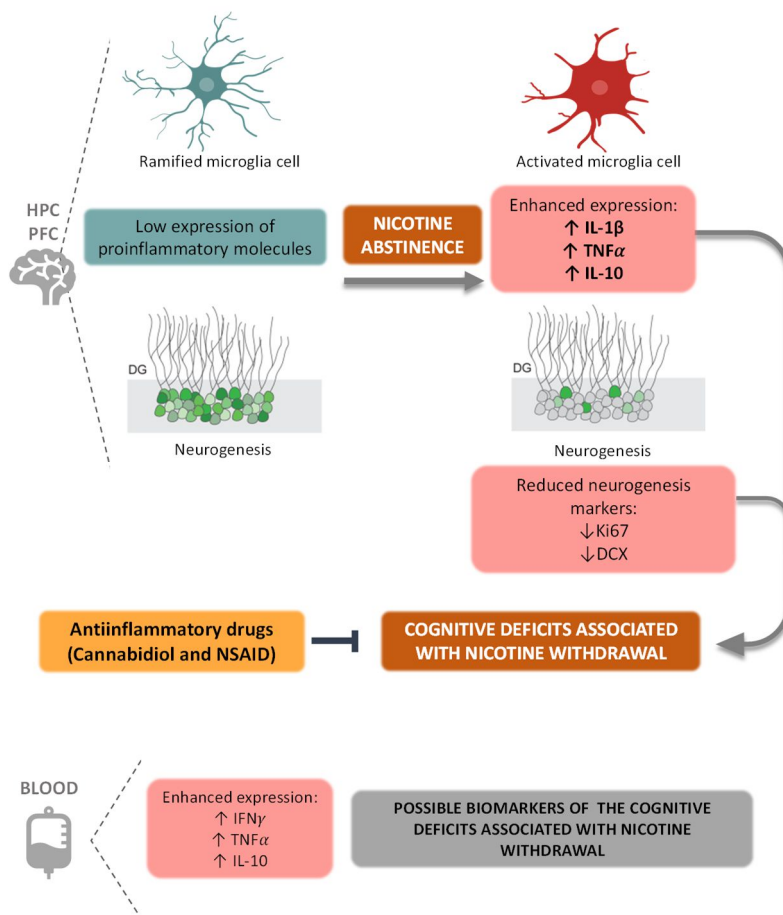 Ramified microglia cell
Activated microglia cell
HPC
PFC
Low expression of
proinflammatory molecules
NICOTINE
ABSTINENCE
Enhanced expression:
↑ IL-1β
↑ TNFα
↑ IL-10
DG
Neurogenesis
DG
Neurogenesis
Reduced neurogenesis
markers:
↓Ki67
↓DCX
Antiinflammatory drugs
(Cannabidiol and NSAID)
COGNITIVE DEFICITS ASSOCIATED
WITH NICOTINE WITHDRAWAL
BLOOD
Enhanced expression:
↑ IFNγ
↑ TNFα
↑ IL-10
POSSIBLE BIOMARKERS OF THE COGNITIVE
DEFICITS ASSOCIATED WITH NICOTINE
WITHDRAWAL